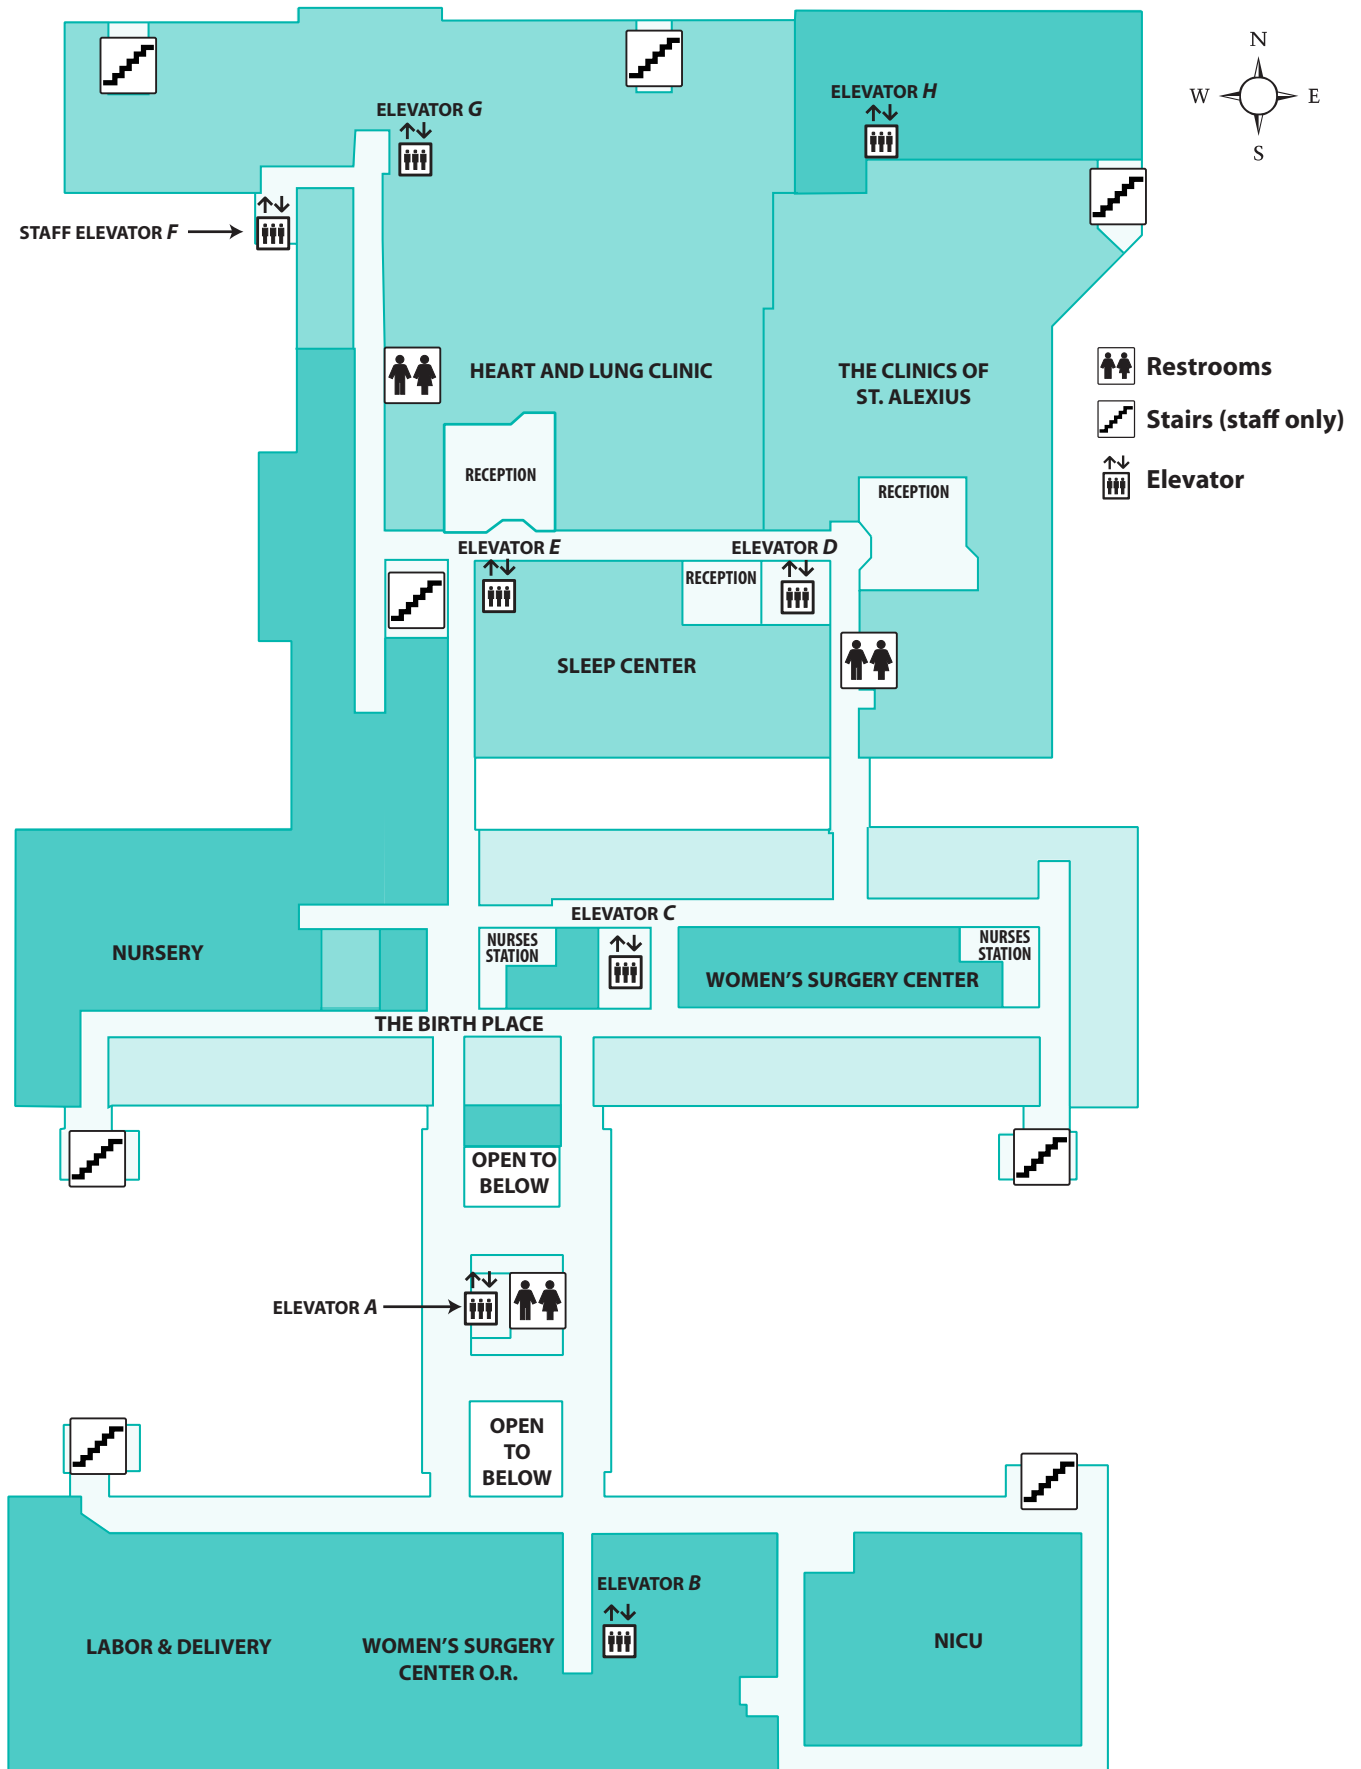 N
W
E
S
ELEVATOR H
ELEVATOR G
STAFF ELEVATOR F
HEART AND LUNG CLINIC
THE CLINICS OF
ST. ALEXIUS
Restrooms
Stairs (staff only)
Elevator
RECEPTION
RECEPTION
ELEVATOR E
ELEVATOR D
RECEPTION
SLEEP CENTER
ELEVATOR C
NURSERY
NURSES
STATION
NURSES
STATION
WOMEN'S SURGERY CENTER
THE BIRTH PLACE
OPEN TO
BELOW
ELEVATOR A
OPEN
TO
BELOW
ELEVATOR B
LABOR & DELIVERY
WOMEN'S SURGERY
CENTER O.R.
NICU